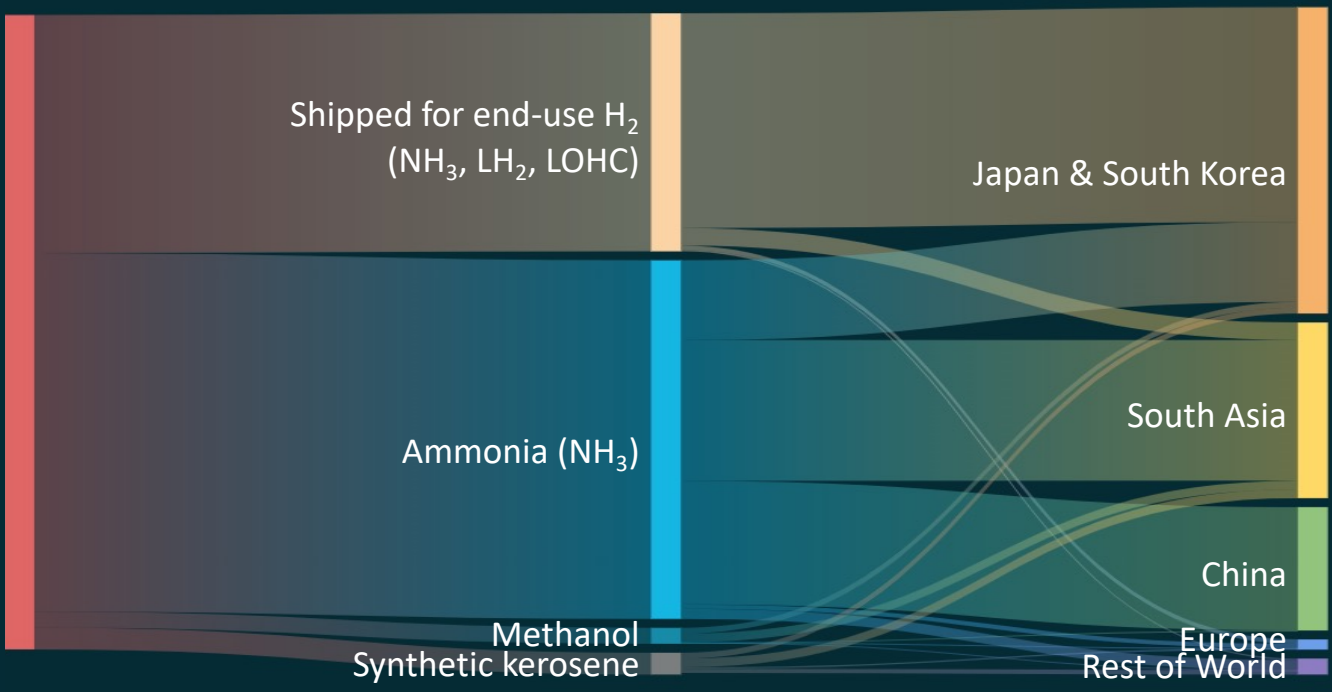 Shipped for end-use H₂
(NH₃, LH₂, LOHC)
Ammonia (NH₃)
Methanol
Synthetic kerosene
Japan & South Korea
South Asia
China
Europe
Rest of World